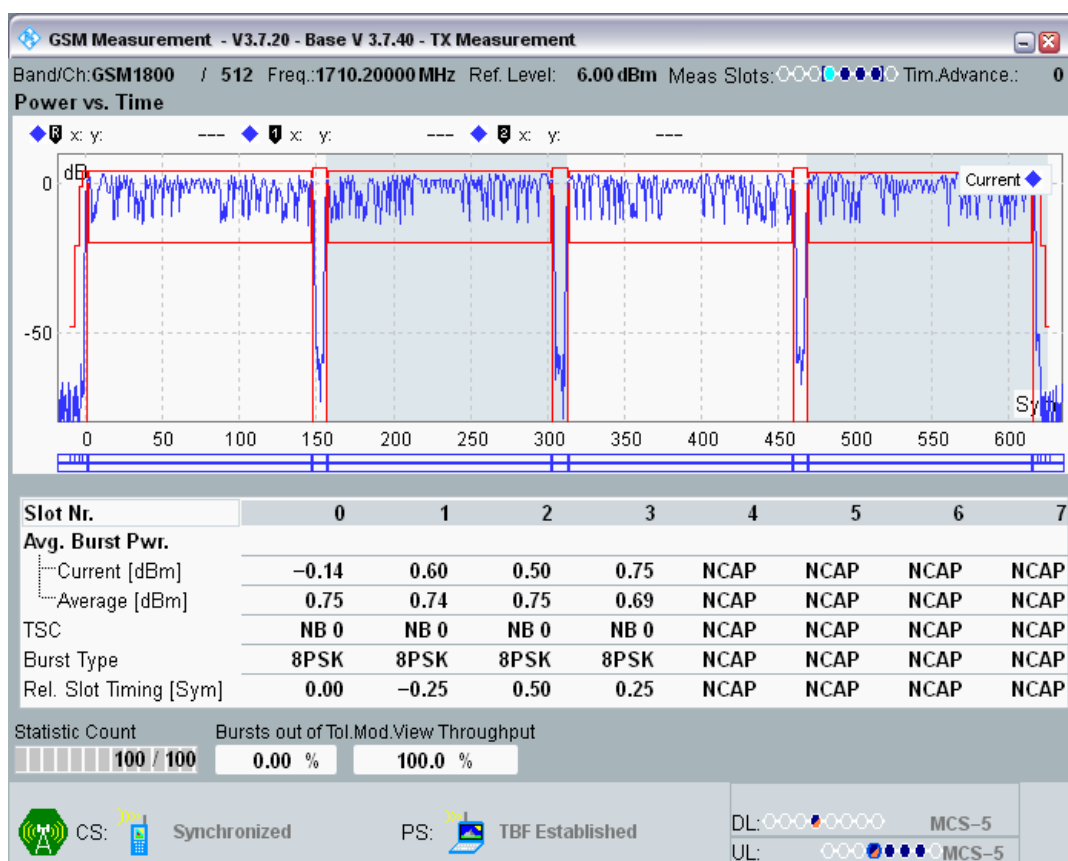 GSM Measurement - V3.7.20 - Base V 3.7.40 - TX Measurement
Band/Ch:GSM1800 / 512 Freq.:1710.20000 MHz Ref. Level: 6.00 dBm Meas Slots: Tim.Advance.: 0
Power vs. Time
R x: y: --- 1 x: y: --- 2 x: y: ---
dB
Current
0
-50
Sym
0 50 100 150 200 250 300 350 400 450 500 550 600
Slot Nr. 0 1 2 3 4 5 6 7
Avg. Burst Pwr.
Current [dBm] −0.14 0.60 0.50 0.75 NCAP NCAP NCAP NCAP
Average [dBm] 0.75 0.74 0.75 0.69 NCAP NCAP NCAP NCAP
TSC NB 0 NB 0 NB 0 NB 0 NCAP NCAP NCAP NCAP
Burst Type 8PSK 8PSK 8PSK 8PSK NCAP NCAP NCAP NCAP
Rel. Slot Timing [Sym] 0.00 −0.25 0.50 0.25 NCAP NCAP NCAP NCAP
Statistic Count Bursts out of Tol. Mod.View Throughput
100 / 100 0.00 % 100.0 %
CS: Synchronized PS: TBF Established DL: MCS−5
UL: MCS−5